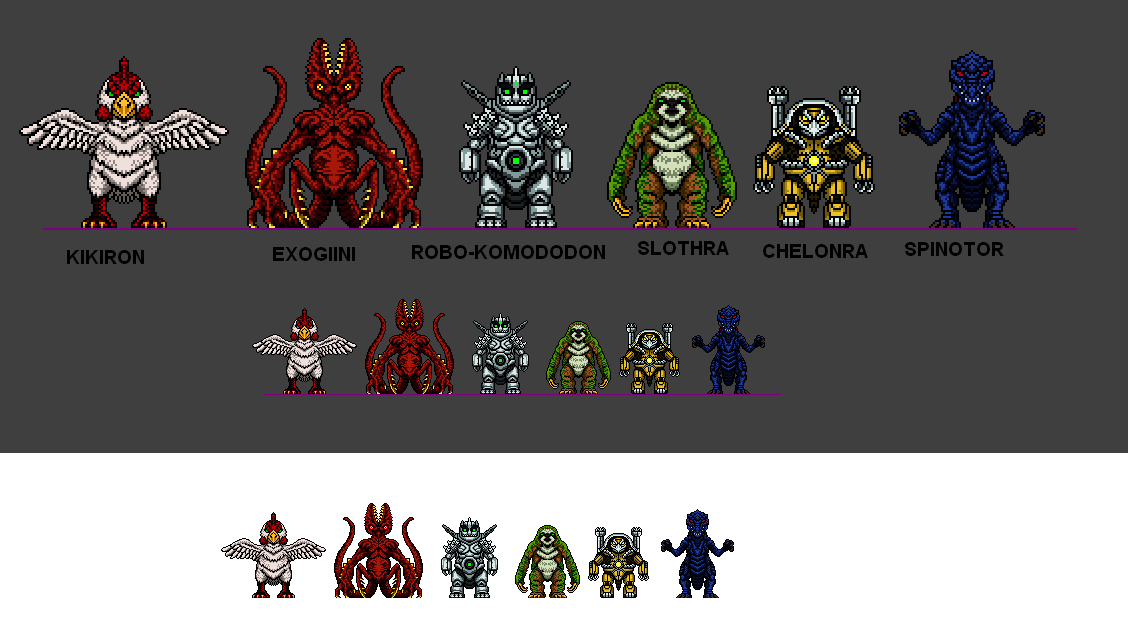 KIKIRON
EXOGIINI
ROBO-KOMODODON
SLOTHRA
CHELONRA
SPINOTOR